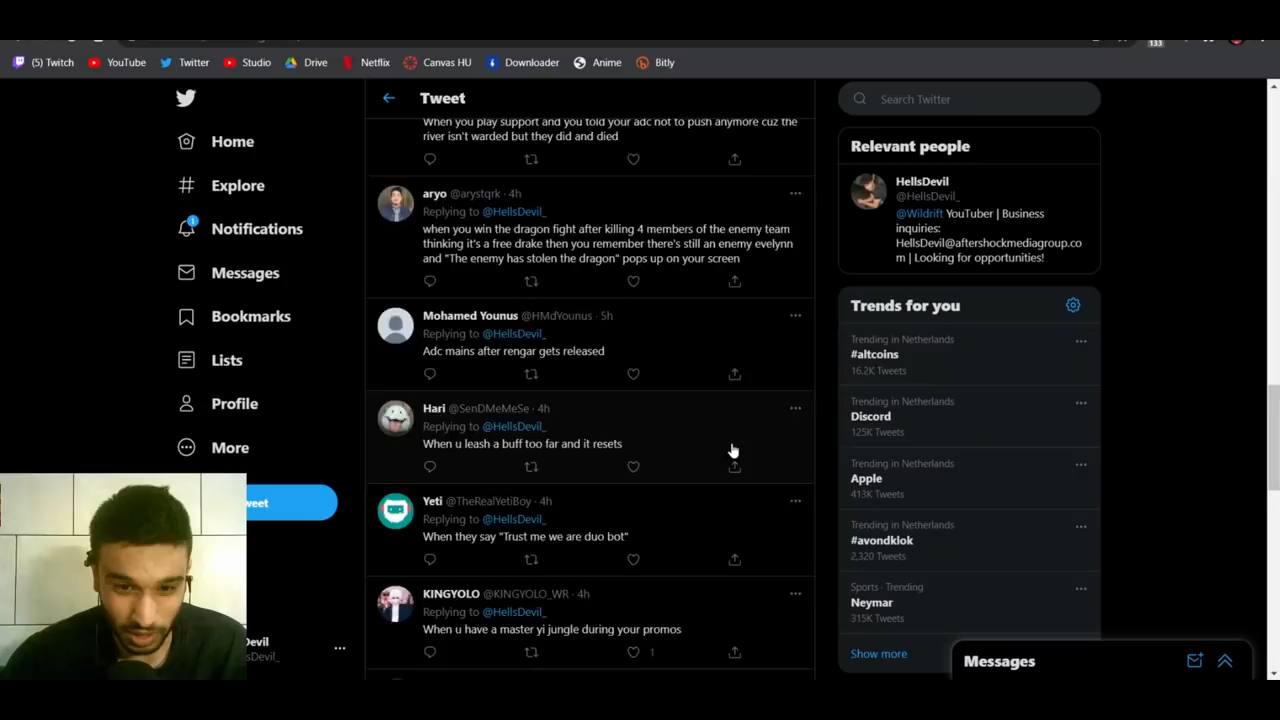 133
(5) Twitch
YouTube
Twitter
Studio
Drive
Netflix
Canvas HU
Downloader
Anime
Bitly
Home
Explore
1
Notifications
Messages
Bookmarks
Lists
Profile
More
weet
Devil
sDevil_
Tweet
When you play support and you told your adc not to push anymore cuz the
river isn't warded but they did and died
aryo @arystqrk · 4h
Replying to @HellsDevil_
when you win the dragon fight after killing 4 members of the enemy team
thinking it's a free drake then you remember there's still an enemy evelynn
and "The enemy has stolen the dragon" pops up on your screen
Mohamed Younus @HMdYounus · 5h
Replying to @HellsDevil_
Adc mains after rengar gets released
Hari @SenDMeMeSe · 4h
Replying to @HellsDevil_
When u leash a buff too far and it resets
Yeti @TheRealYetiBoy · 4h
Replying to @HellsDevil_
When they say "Trust me we are duo bot"
KINGYOLO @KINGYOLO_WR · 4h
Replying to @HellsDevil_
When u have a master yi jungle during your promos
1
Search Twitter
Relevant people
HellsDevil
@HellsDevil_
@Wildrift YouTuber | Business
inquiries:
HellsDevil@aftershockmediagroup.co
m | Looking for opportunities!
Trends for you
Trending in Netherlands
#altcoins
16.2K Tweets
Trending in Netherlands
Discord
125K Tweets
Trending in Netherlands
Apple
413K Tweets
Trending in Netherlands
#avondklok
2,320 Tweets
Sports · Trending
Neymar
315K Tweets
Show more
Messages